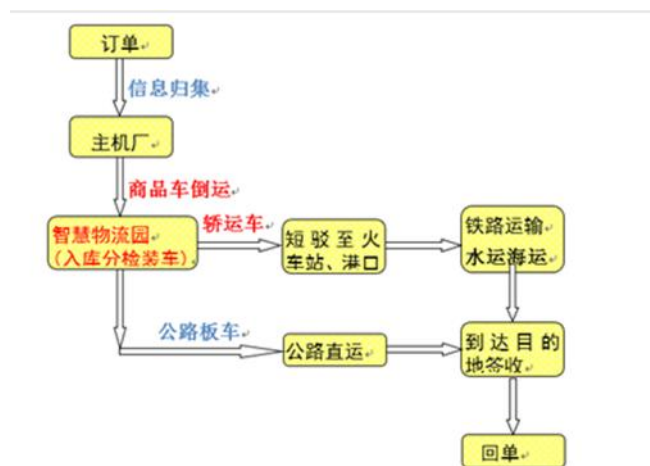 订单
信息归集
主机厂
商品车倒运
智慧物流园
(入库分检装车)
轿运车
短驳至火
车站、港口
铁路运输
水运海运
公路板车
公路直运
到达目的
地签收
回单